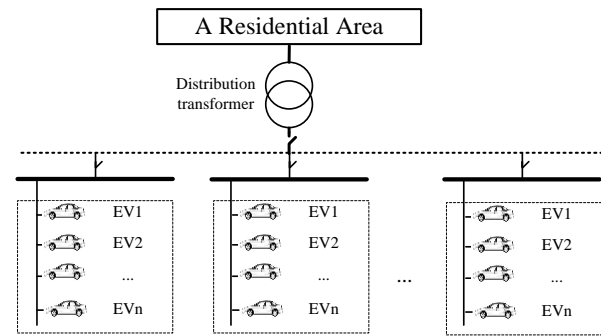 A Residential Area
Distribution
transformer
EV1
EV2
...
EVn
EV1
EV2
...
EVn
...
EV1
EV2
...
EVn